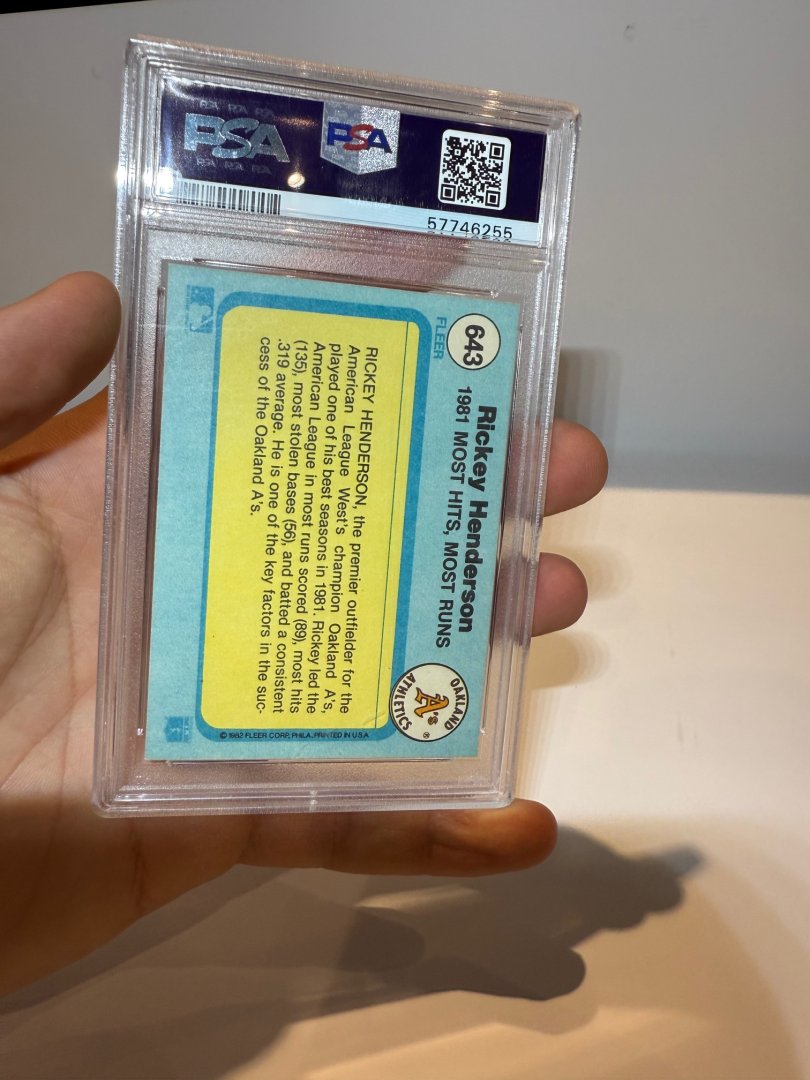 PSA
PSA
57746255
643
FLEER
Rickey Henderson
1981 MOST HITS, MOST RUNS
OAKLAND
A's
ATHLETICS
®
RICKEY HENDERSON, the premier outfielder for the
American League West's champion Oakland A's,
played one of his best seasons in 1981. Rickey led the
American League in most runs scored (89), most hits
(135), most stolen bases (56), and batted a consistent
.319 average. He is one of the key factors in the suc-
cess of the Oakland A's.
© 1982 FLEER CORP. PHILA. PRINTED IN U.S.A.